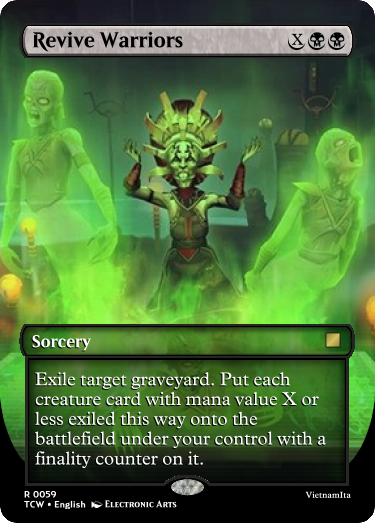 Revive Warriors X
Sorcery
Exile target graveyard. Put each
creature card with mana value X or
less exiled this way onto the
battlefield under your control with a
finality counter on it.
R 0059
TCW • English Electronic Arts
VietnamIta